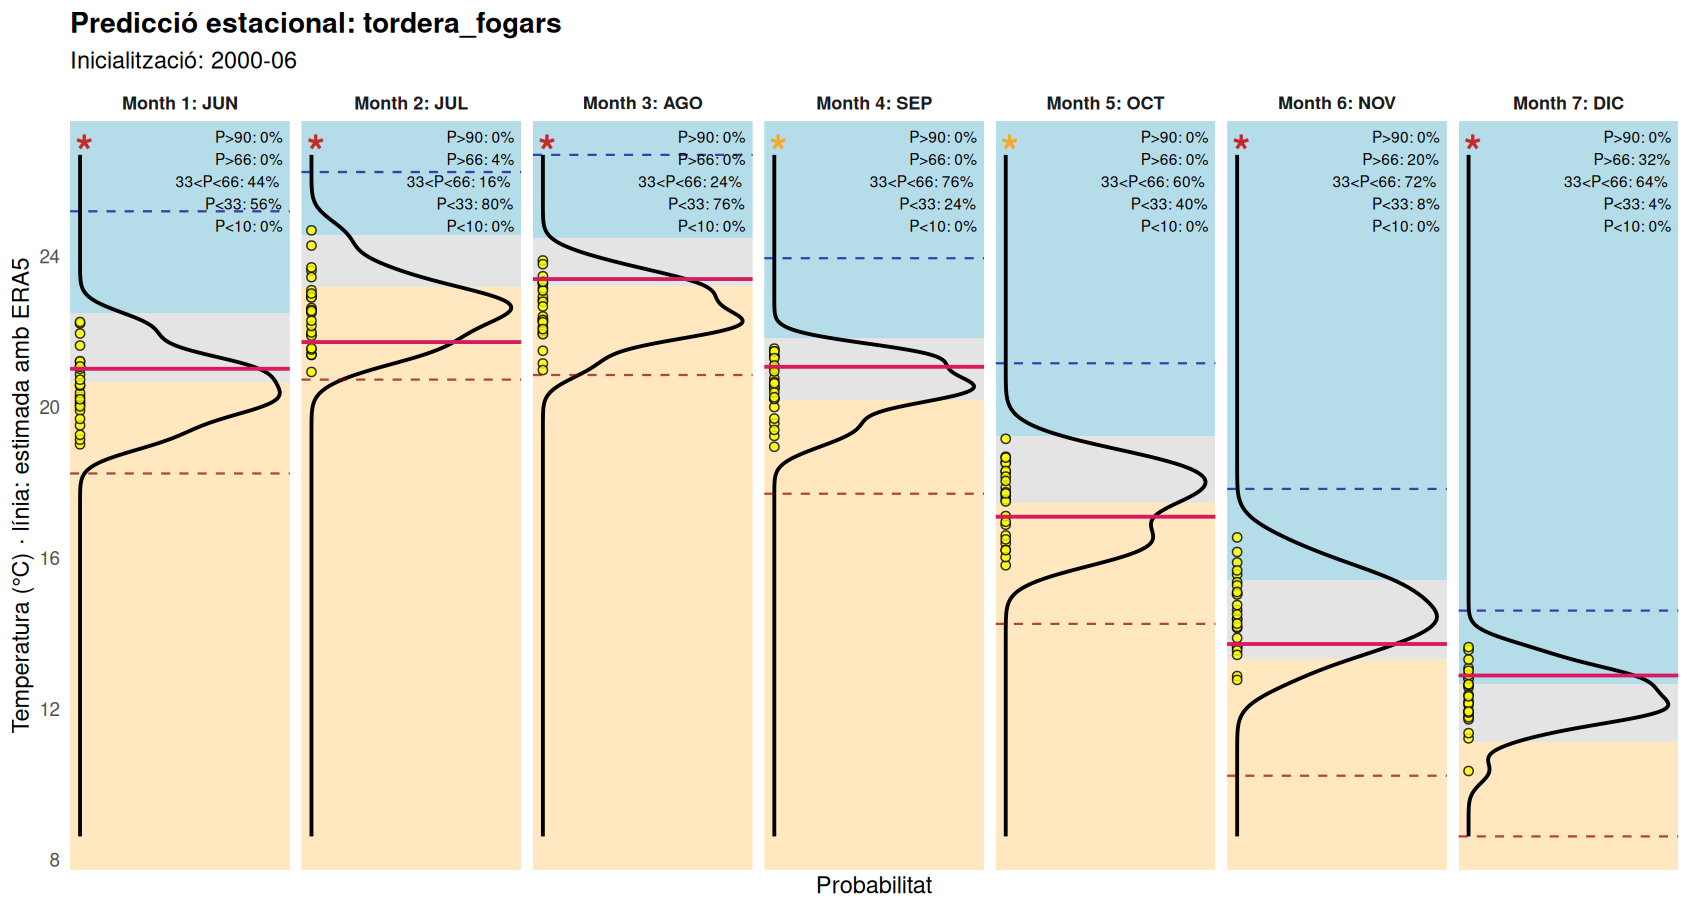 Predicció estacional: tordera_fogars
Inicialització: 2000-06
Month 1: JUN
Month 2: JUL
Month 3: AGO
Month 4: SEP
Month 5: OCT
Month 6: NOV
Month 7: DIC
*
P>90: 0%
P>66: 0%
33<P<66: 44%
P<33: 56%
P<10: 0%
*
P>90: 0%
P>66: 4%
33<P<66: 16%
P<33: 80%
P<10: 0%
*
P>90: 0%
P>66: 0%
33<P<66: 24%
P<33: 76%
P<10: 0%
*
P>90: 0%
P>66: 0%
33<P<66: 76%
P<33: 24%
P<10: 0%
*
P>90: 0%
P>66: 0%
33<P<66: 60%
P<33: 40%
P<10: 0%
*
P>90: 0%
P>66: 20%
33<P<66: 72%
P<33: 8%
P<10: 0%
*
P>90: 0%
P>66: 32%
33<P<66: 64%
P<33: 4%
P<10: 0%
Temperatura (°C) · línia: estimada amb ERA5
24
20
16
12
8
Probabilitat